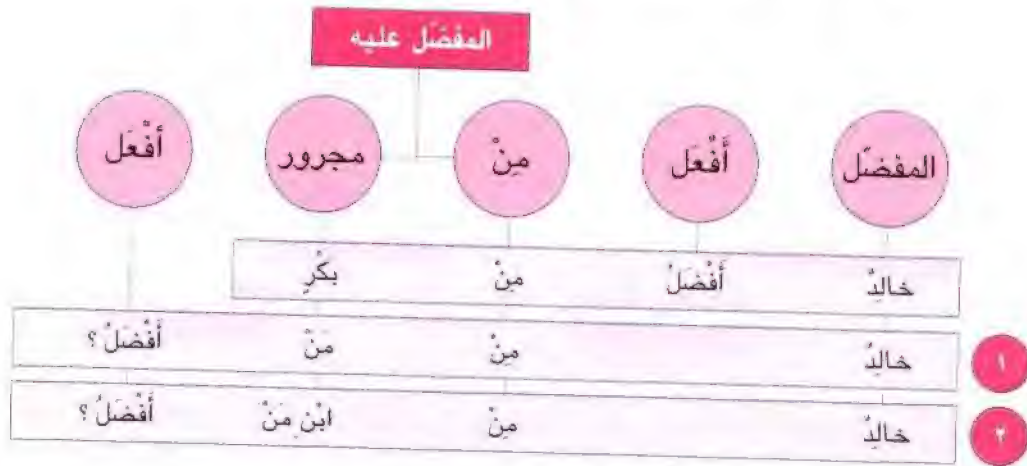 المفضّل عليه
المفضّل أَفْعَل مِنْ مجرور أفْعَل
خالِدٌ أَفْضَلُ مِنْ بكْرٍ
١ خالِدٌ مِنْ مَنْ أَفْضَلُ؟
٢ خالِدٌ مِنْ ابْنِ مَنْ أَفْضَلُ؟